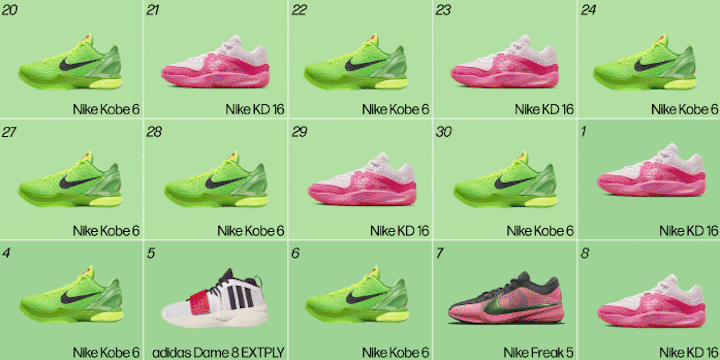 20 21 22 23 24
Nike Kobe 6 Nike KD 16 Nike Kobe 6 Nike KD 16 Nike Kobe 6
27 28 29 30 1
Nike Kobe 6 Nike Kobe 6 Nike KD 16 Nike Kobe 6 Nike KD 16
4 5 6 7 8
Nike Kobe 6 adidas Dame 8 EXTPLY Nike Kobe 6 Nike Freak 5 Nike KD 16